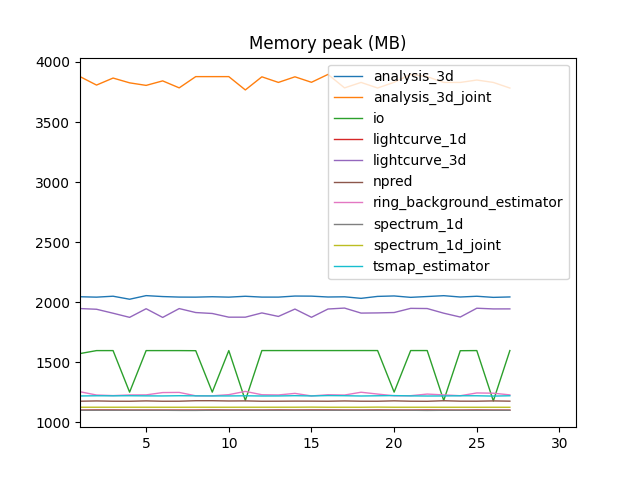 Memory peak (MB)
4000
3500
3000
2500
2000
1500
1000
analysis_3d
analysis_3d_joint
io
lightcurve_1d
lightcurve_3d
npred
ring_background_estimator
spectrum_1d
spectrum_1d_joint
tsmap_estimator
5 10 15 20 25 30